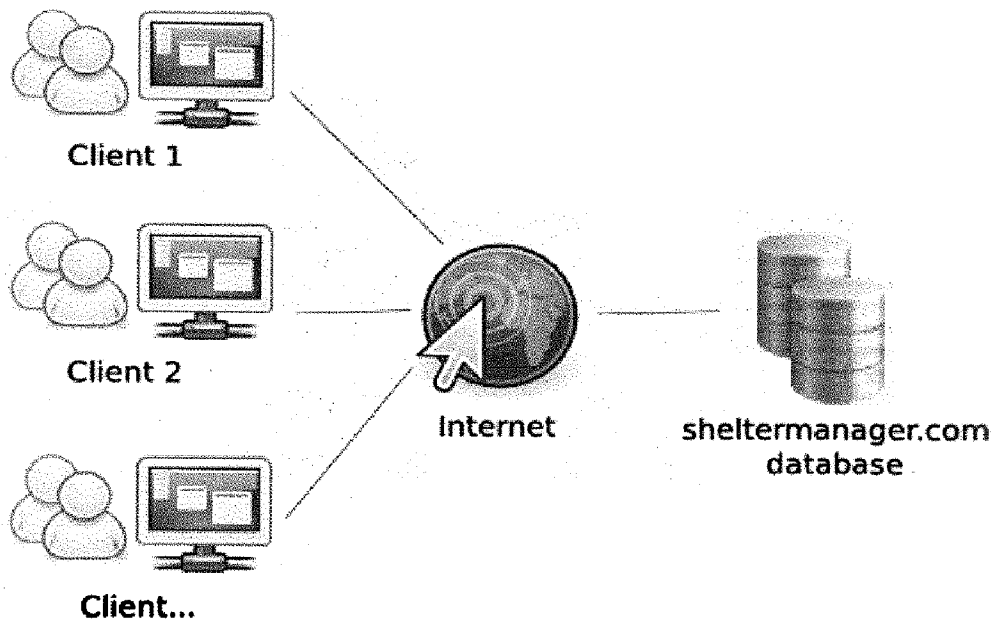 Client 1
Client 2
Internet
sheltermanager.com
database
Client...